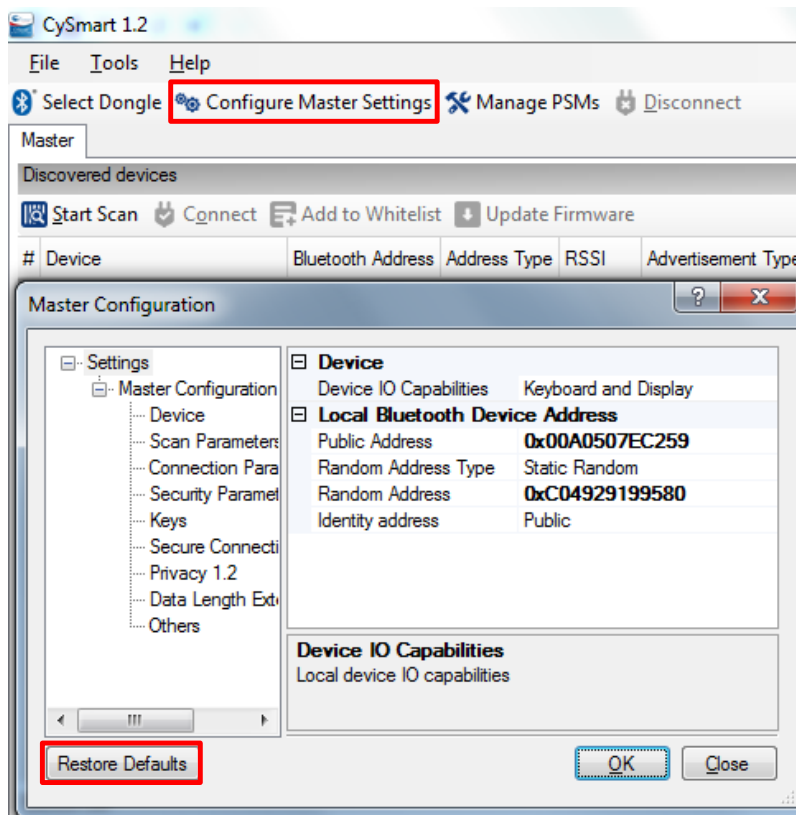 CySmart 1.2
File Tools Help
Select Dongle Configure Master Settings Manage PSMs Disconnect
Master
Discovered devices
Start Scan Connect Add to Whitelist Update Firmware
# Device Bluetooth Address Address Type RSSI Advertisement Type
Master Configuration
Settings
Master Configuration
Device
Scan Parameters
Connection Para
Security Paramet
Keys
Secure Connecti
Privacy 1.2
Data Length Exte
Others
Device
Device IO Capabilities Keyboard and Display
Local Bluetooth Device Address
Public Address 0x00A0507EC259
Random Address Type Static Random
Random Address 0xC04929199580
Identity address Public
Device IO Capabilities
Local device IO capabilities
Restore Defaults OK Close